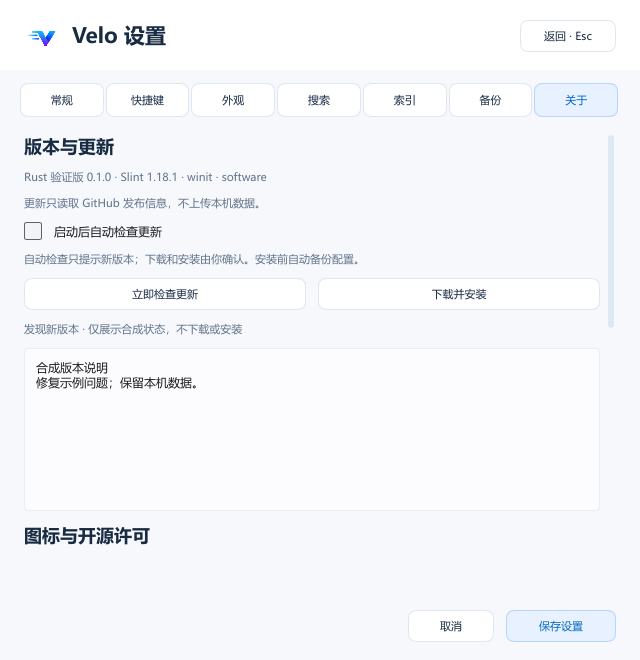 Velo 设置
返回 · Esc
常规
快捷键
外观
搜索
索引
备份
关于
版本与更新
Rust 验证版 0.1.0 · Slint 1.18.1 · winit · software
更新只读取 GitHub 发布信息，不上传本机数据。
启动后自动检查更新
自动检查只提示新版本；下载和安装由你确认。安装前自动备份配置。
立即检查更新
下载并安装
发现新版本 · 仅展示合成状态，不下载或安装
合成版本说明
修复示例问题；保留本机数据。
图标与开源许可
取消
保存设置